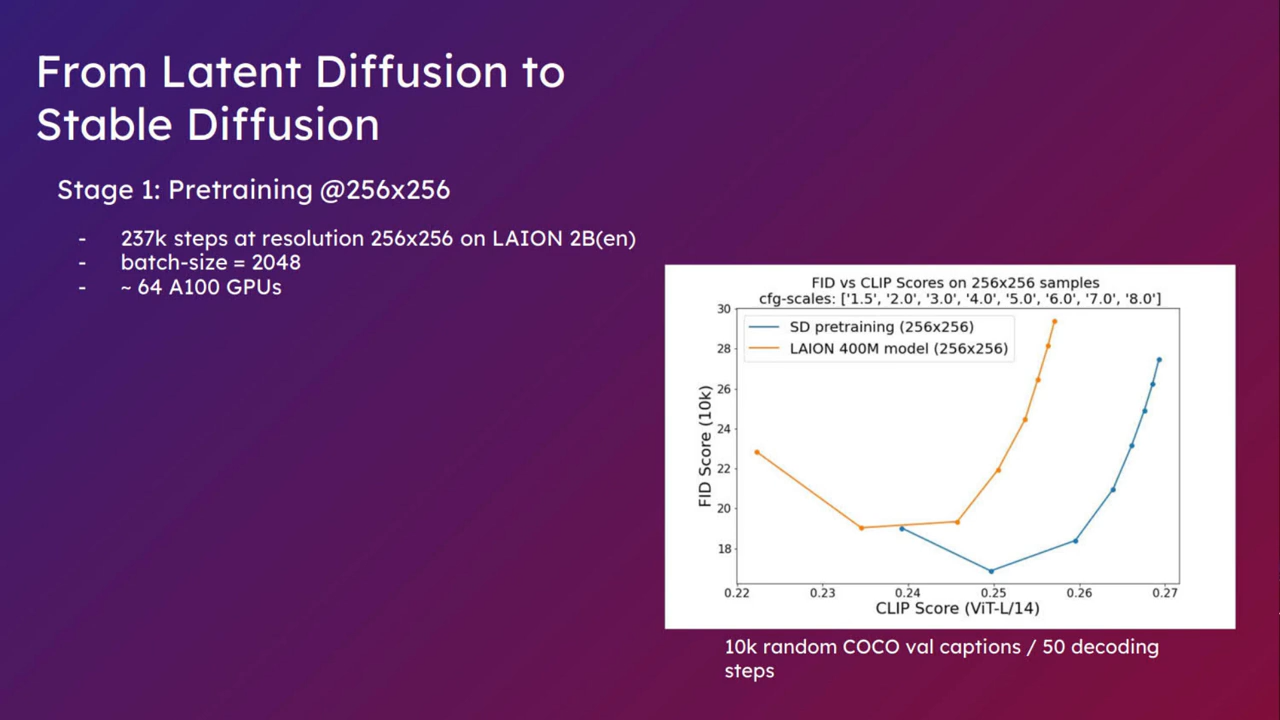 From Latent Diffusion to
Stable Diffusion
Stage 1: Pretraining @256x256
- 237k steps at resolution 256x256 on LAION 2B(en)
- batch-size = 2048
- ~ 64 A100 GPUs
FID vs CLIP Scores on 256x256 samples
cfg-scales: ['1.5', '2.0', '3.0', '4.0', '5.0', '6.0', '7.0', '8.0']
SD pretraining (256x256)
LAION 400M model (256x256)
FID Score (10k)
30
28
26
24
22
20
18
0.22 0.23 0.24 0.25 0.26 0.27
CLIP Score (ViT-L/14)
10k random COCO val captions / 50 decoding
steps